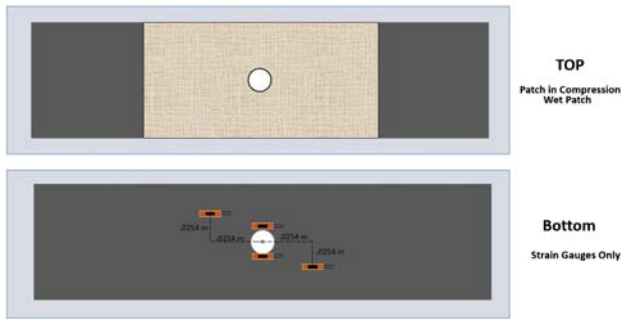 TOP
Patch in Compression
Wet Patch
.0254 m
.0254 m
.0254 m
.0254 m
Bottom
Strain Gauges Only